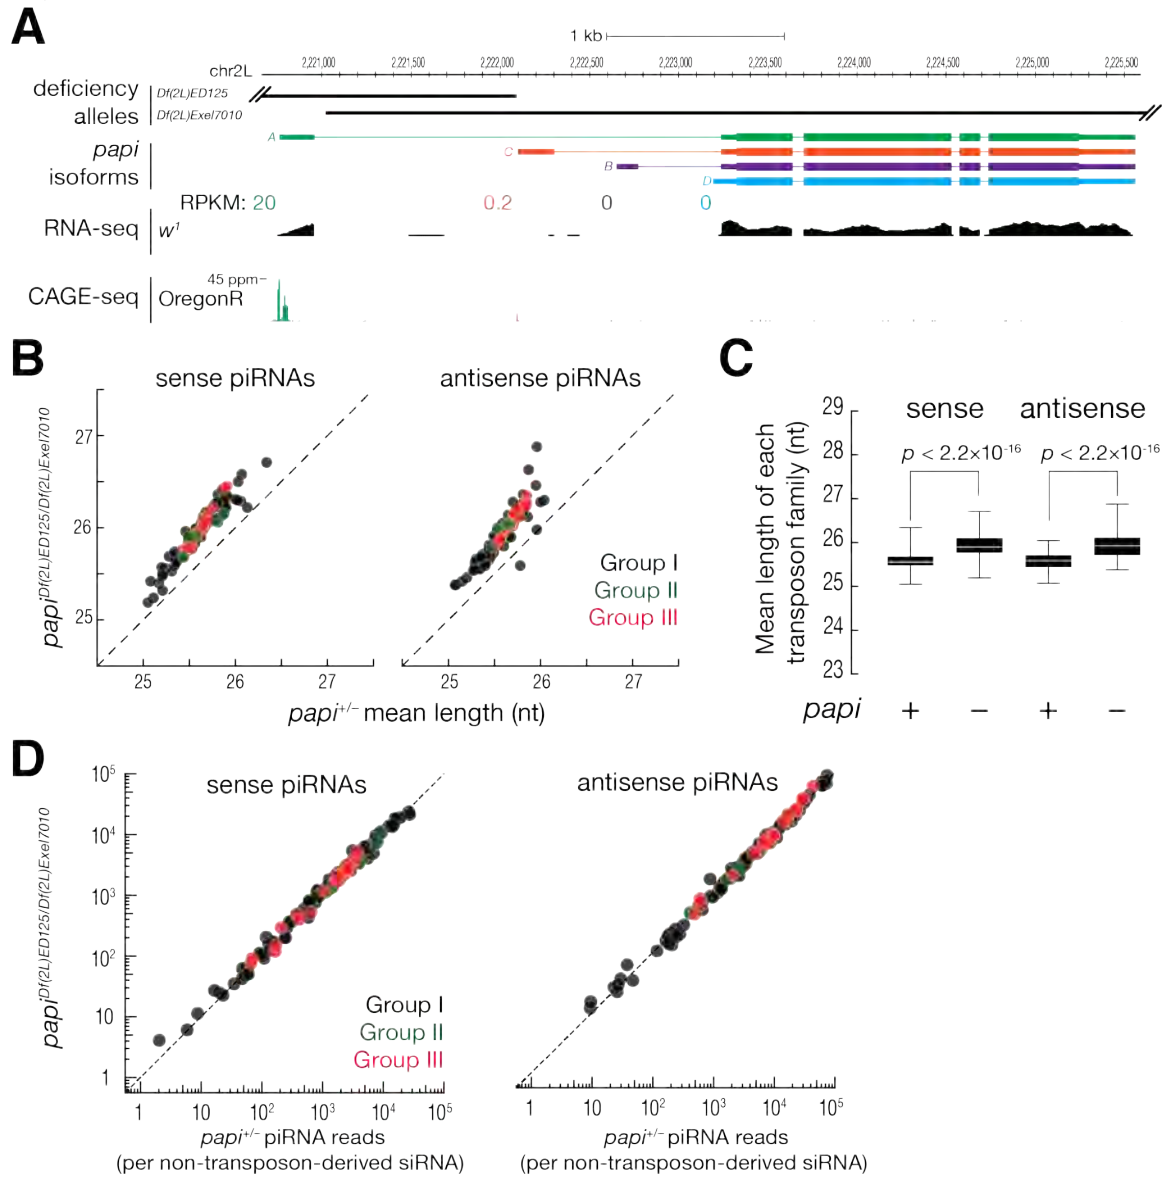 A
1 kb
chr2L
2,221,000 2,221,500 2,222,000 2,222,500 2,223,000 2,223,500 2,224,000 2,224,500 2,225,000 2,225,500
deficiency alleles
Df(2L)ED125
Df(2L)Exel7010
papi isoforms
A
C
B
D
RPKM: 20 0.2 0 0
RNA-seq w¹
45 ppm
CAGE-seq OregonR
B
sense piRNAs antisense piRNAs
papi^Df(2L)ED125/Df(2L)Exel7010
27
26
25
Group I
Group II
Group III
25 26 27 25 26 27
papi⁺/⁻ mean length (nt)
C
Mean length of each
transposon family (nt)
sense antisense
p < 2.2×10⁻¹⁶ p < 2.2×10⁻¹⁶
29
28
27
26
25
24
23
papi + − + −
D
sense piRNAs antisense piRNAs
papi^Df(2L)ED125/Df(2L)Exel7010
10⁵
10⁴
10³
10²
10
1
Group I
Group II
Group III
1 10 10² 10³ 10⁴ 10⁵ 1 10 10² 10³ 10⁴ 10⁵
papi⁺/⁻ piRNA reads papi⁺/⁻ piRNA reads
(per non-transposon-derived siRNA) (per non-transposon-derived siRNA)